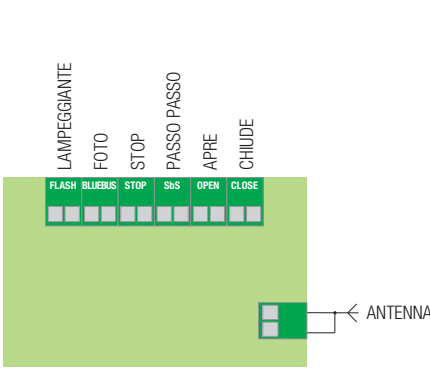 LAMPEGGIANTE
FOTO
STOP
PASSO PASSO
APRE
CHIUDE
FLASH BLUEBUS STOP SbS OPEN CLOSE
ANTENNA